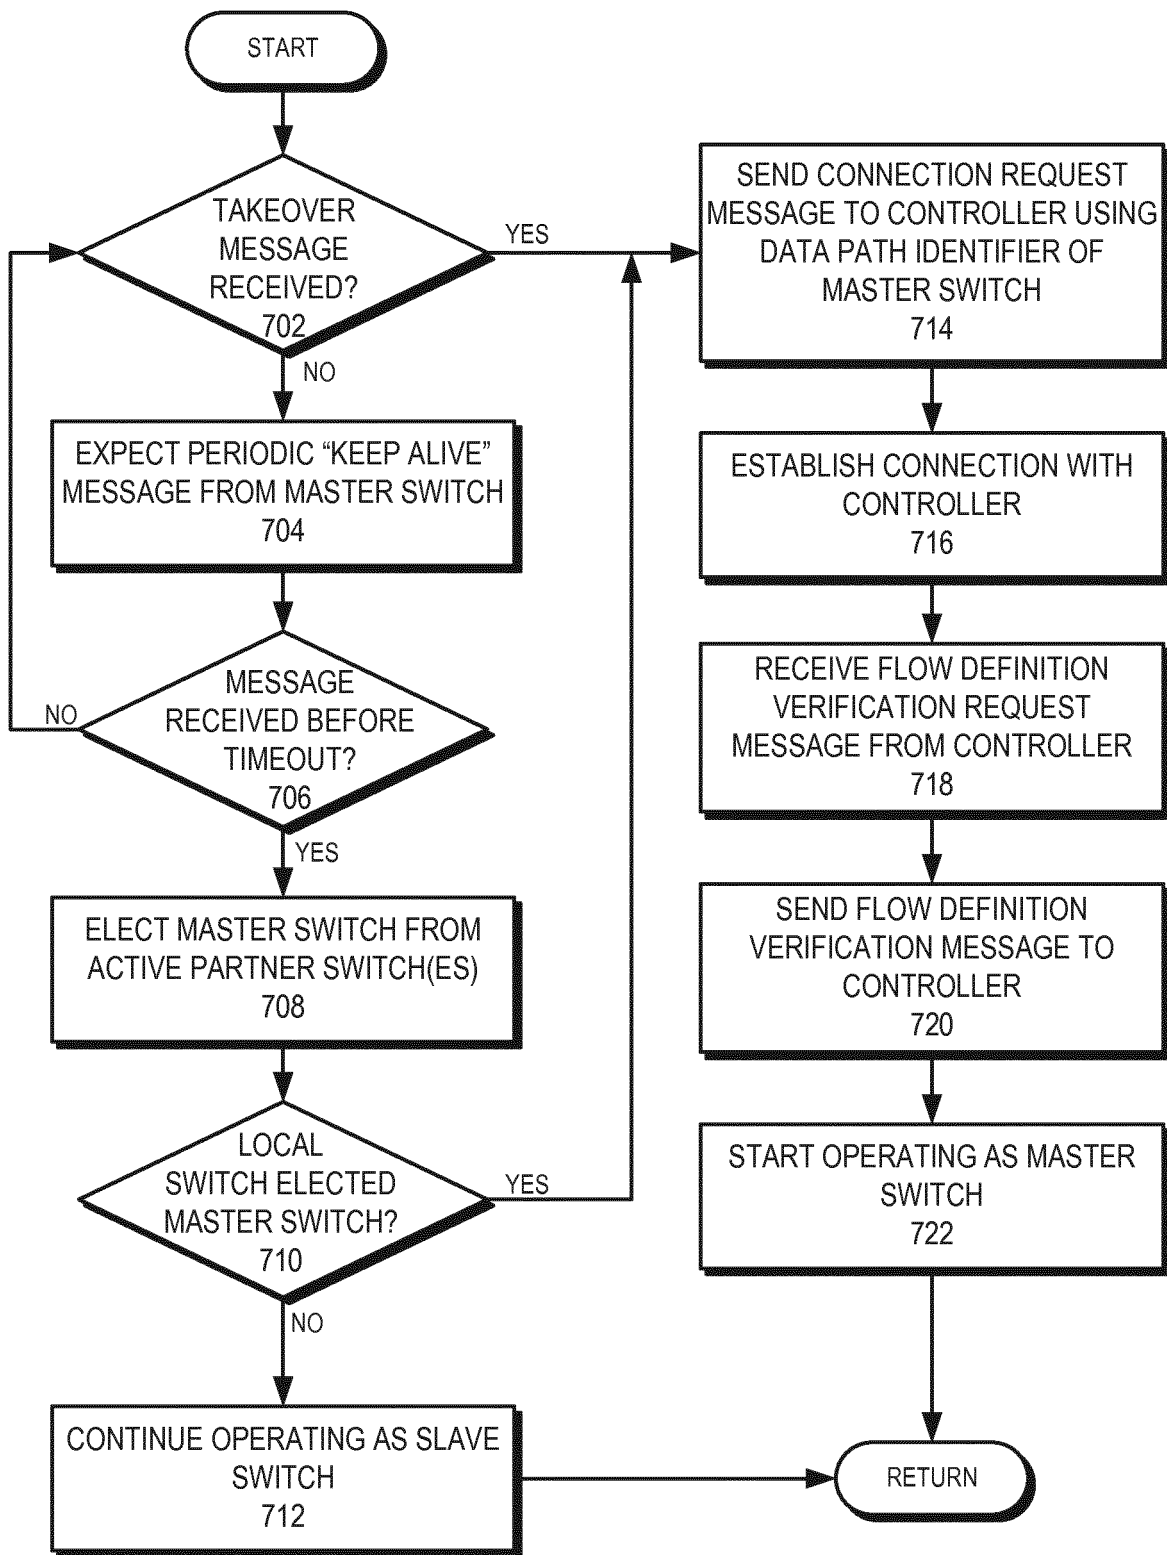 START
TAKEOVER
MESSAGE
RECEIVED?
702
YES
NO
EXPECT PERIODIC “KEEP ALIVE”
MESSAGE FROM MASTER SWITCH
704
MESSAGE
RECEIVED BEFORE
TIMEOUT?
706
NO
YES
ELECT MASTER SWITCH FROM
ACTIVE PARTNER SWITCH(ES)
708
LOCAL
SWITCH ELECTED
MASTER SWITCH?
710
YES
NO
CONTINUE OPERATING AS SLAVE
SWITCH
712
SEND CONNECTION REQUEST
MESSAGE TO CONTROLLER USING
DATA PATH IDENTIFIER OF
MASTER SWITCH
714
ESTABLISH CONNECTION WITH
CONTROLLER
716
RECEIVE FLOW DEFINITION
VERIFICATION REQUEST
MESSAGE FROM CONTROLLER
718
SEND FLOW DEFINITION
VERIFICATION MESSAGE TO
CONTROLLER
720
START OPERATING AS MASTER
SWITCH
722
RETURN